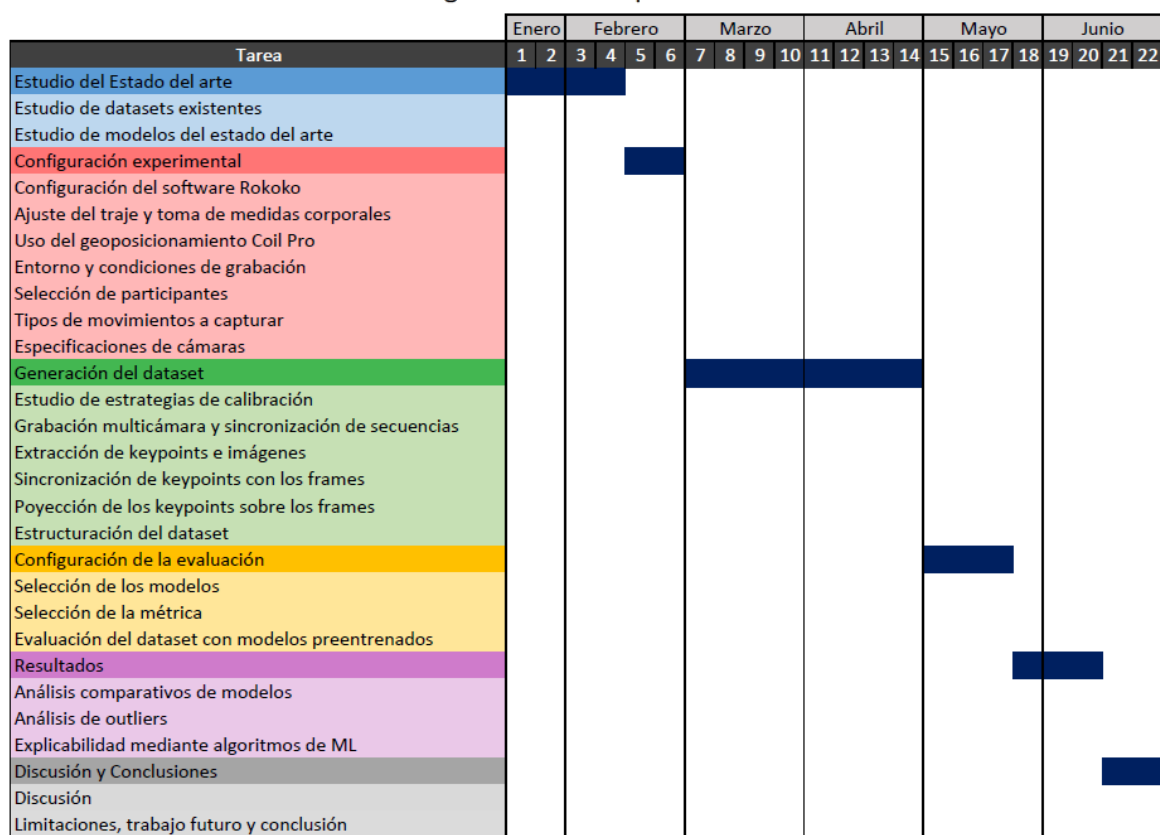 Enero Febrero Marzo Abril Mayo Junio
Tarea 1 2 3 4 5 6 7 8 9 10 11 12 13 14 15 16 17 18 19 20 21 22
Estudio del Estado del arte
Estudio de datasets existentes
Estudio de modelos del estado del arte
Configuración experimental
Configuración del software Rokoko
Ajuste del traje y toma de medidas corporales
Uso del geoposicionamiento Coil Pro
Entorno y condiciones de grabación
Selección de participantes
Tipos de movimientos a capturar
Especificaciones de cámaras
Generación del dataset
Estudio de estrategias de calibración
Grabación multicámara y sincronización de secuencias
Extracción de keypoints e imágenes
Sincronización de keypoints con los frames
Poyección de los keypoints sobre los frames
Estructuración del dataset
Configuración de la evaluación
Selección de los modelos
Selección de la métrica
Evaluación del dataset con modelos preentrenados
Resultados
Análisis comparativos de modelos
Análisis de outliers
Explicabilidad mediante algoritmos de ML
Discusión y Conclusiones
Discusión
Limitaciones, trabajo futuro y conclusión